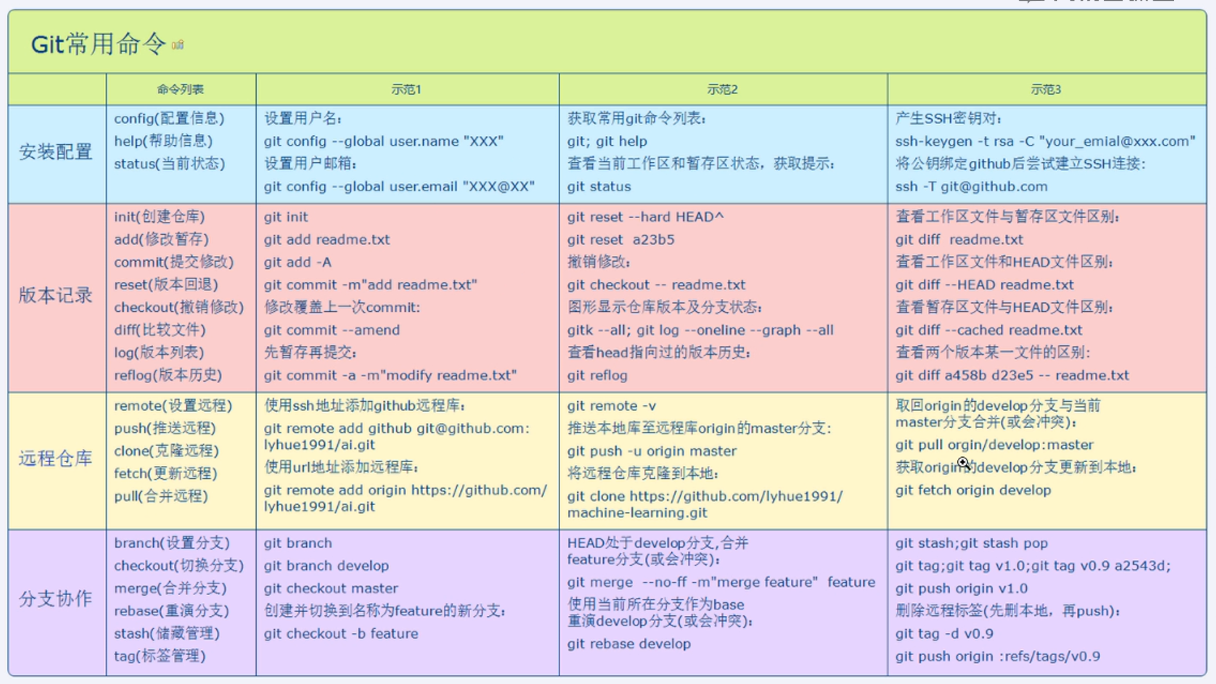 Git常用命令
命令列表 示范1 示范2 示范3
安装配置
config(配置信息)
help(帮助信息)
status(当前状态)
设置用户名：
git config --global user.name "XXX"
设置用户邮箱：
git config --global user.email "XXX@XX"
获取常用git命令列表：
git; git help
查看当前工作区和暂存区状态，获取提示：
git status
产生SSH密钥对：
ssh-keygen -t rsa -C "your_emial@xxx.com"
将公钥绑定github后尝试建立SSH连接：
ssh -T git@github.com
版本记录
init(创建仓库)
add(修改暂存)
commit(提交修改)
reset(版本回退)
checkout(撤销修改)
diff(比较文件)
log(版本列表)
reflog(版本历史)
git init
git add readme.txt
git add -A
git commit -m"add readme.txt"
修改覆盖上一次commit:
git commit --amend
先暂存再提交：
git commit -a -m"modify readme.txt"
git reset --hard HEAD^
git reset  a23b5
撤销修改：
git checkout -- readme.txt
图形显示仓库版本及分支状态：
gitk --all; git log --oneline --graph --all
查看head指向过的版本历史：
git reflog
查看工作区文件与暂存区文件区别：
git diff  readme.txt
查看工作区文件和HEAD文件区别：
git diff --HEAD readme.txt
查看暂存区文件与HEAD文件区别：
git diff --cached readme.txt
查看两个版本某一文件的区别:
git diff a458b d23e5 -- readme.txt
远程仓库
remote(设置远程)
push(推送远程)
clone(克隆远程)
fetch(更新远程)
pull(合并远程)
使用ssh地址添加github远程库：
git remote add github git@github.com:
lyhue1991/ai.git
使用url地址添加远程库：
git remote add origin https://github.com/
lyhue1991/ai.git
git remote -v
推送本地库至远程库origin的master分支：
git push -u origin master
将远程仓库克隆到本地：
git clone https://github.com/lyhue1991/
machine-learning.git
取回origin的develop分支与当前
master分支合并(或会冲突)：
git pull orgin/develop:master
获取origin的develop分支更新到本地：
git fetch origin develop
分支协作
branch(设置分支)
checkout(切换分支)
merge(合并分支)
rebase(重演分支)
stash(储藏管理)
tag(标签管理)
git branch
git branch develop
git checkout master
创建并切换到名称为feature的新分支：
git checkout -b feature
HEAD处于develop分支,合并
feature分支(或会冲突)：
git merge  --no-ff -m"merge feature"  feature
使用当前所在分支作为base
重演develop分支(或会冲突)：
git rebase develop
git stash;git stash pop
git tag;git tag v1.0;git tag v0.9 a2543d;
git push origin v1.0
删除远程标签(先删本地，再push)：
git tag -d v0.9
git push origin :refs/tags/v0.9